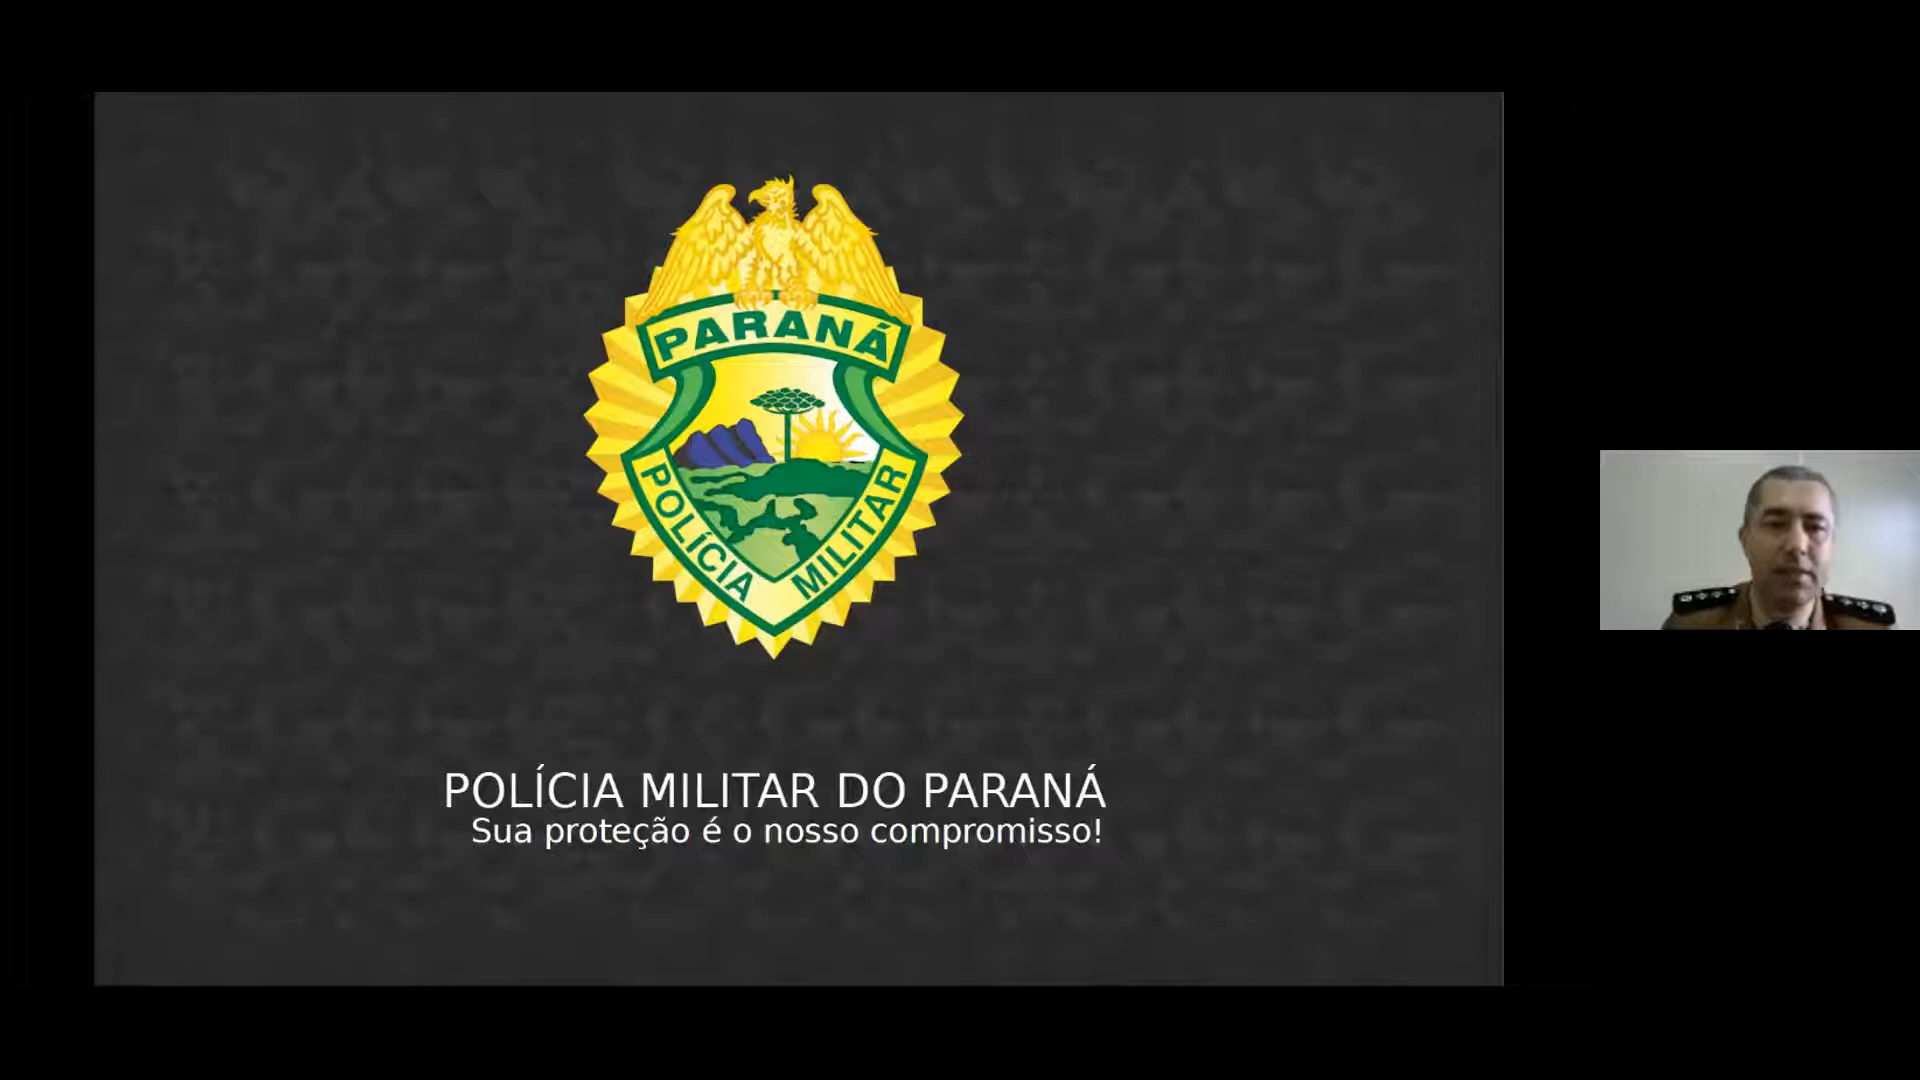 PARANÁ
POLÍCIA MILITAR
POLÍCIA MILITAR DO PARANÁ
Sua proteção é o nosso compromisso!